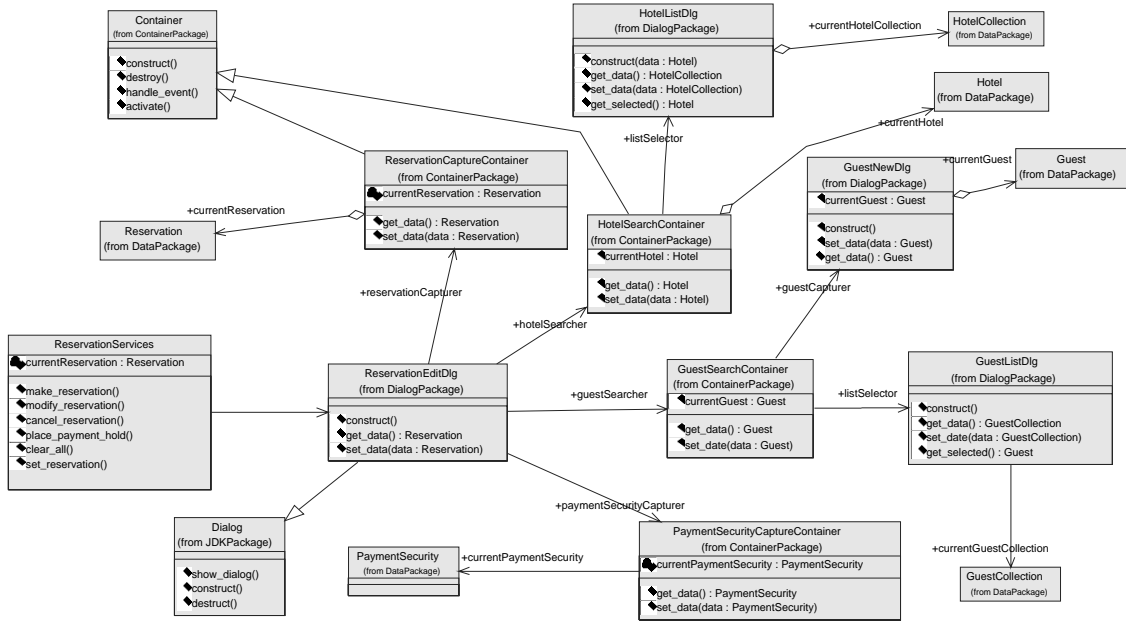 Container
(from ContainerPackage)
construct()
destroy()
handle_event()
activate()
HotelListDlg
(from DialogPackage)
construct(data : Hotel)
get_data() : HotelCollection
set_data(data : HotelCollection)
get_selected() : Hotel
+currentHotelCollection
HotelCollection
(from DataPackage)
Hotel
(from DataPackage)
+currentHotel
+listSelector
ReservationCaptureContainer
(from ContainerPackage)
currentReservation : Reservation
get_data() : Reservation
set_data(data : Reservation)
+currentReservation
Reservation
(from DataPackage)
GuestNewDlg
(from DialogPackage)
currentGuest : Guest
construct()
set_data(data : Guest)
get_data() : Guest
+currentGuest
Guest
(from DataPackage)
HotelSearchContainer
(from ContainerPackage)
currentHotel : Hotel
get_data() : Hotel
set_data(data : Hotel)
+reservationCapturer
+hotelSearcher
+guestCapturer
ReservationServices
currentReservation : Reservation
make_reservation()
modify_reservation()
cancel_reservation()
place_payment_hold()
clear_all()
set_reservation()
ReservationEditDlg
(from DialogPackage)
construct()
get_data() : Reservation
set_data(data : Reservation)
+guestSearcher
GuestSearchContainer
(from ContainerPackage)
currentGuest : Guest
get_data() : Guest
set_date(data : Guest)
+listSelector
GuestListDlg
(from DialogPackage)
construct()
get_data() : GuestCollection
set_date(data : GuestCollection)
get_selected() : Guest
+paymentSecurityCapturer
Dialog
(from JDKPackage)
show_dialog()
construct()
destruct()
PaymentSecurity
(from DataPackage)
+currentPaymentSecurity
PaymentSecurityCaptureContainer
(from ContainerPackage)
currentPaymentSecurity : PaymentSecurity
get_data() : PaymentSecurity
set_data(data : PaymentSecurity)
+currentGuestCollection
GuestCollection
(from DataPackage)